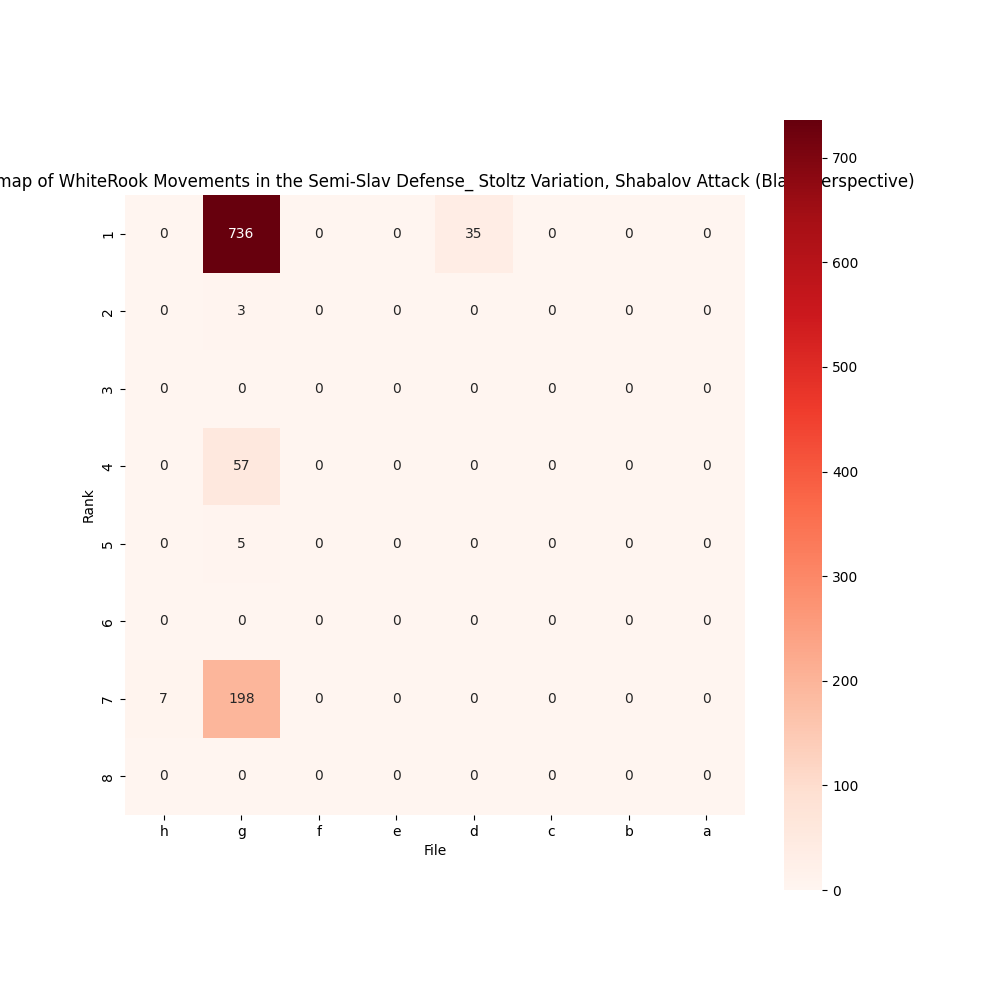 map of WhiteRook Movements in the Semi-Slav Defense_ Stoltz Variation, Shabalov Attack (Bla erspective)
1 0 736 0 0 35 0 0 0
2 0 3 0 0 0 0 0 0
3 0 0 0 0 0 0 0 0
4 0 57 0 0 0 0 0 0
Rank
5 0 5 0 0 0 0 0 0
6 0 0 0 0 0 0 0 0
7 7 198 0 0 0 0 0 0
8 0 0 0 0 0 0 0 0
h g f e d c b a
File
700
600
500
400
300
200
100
0